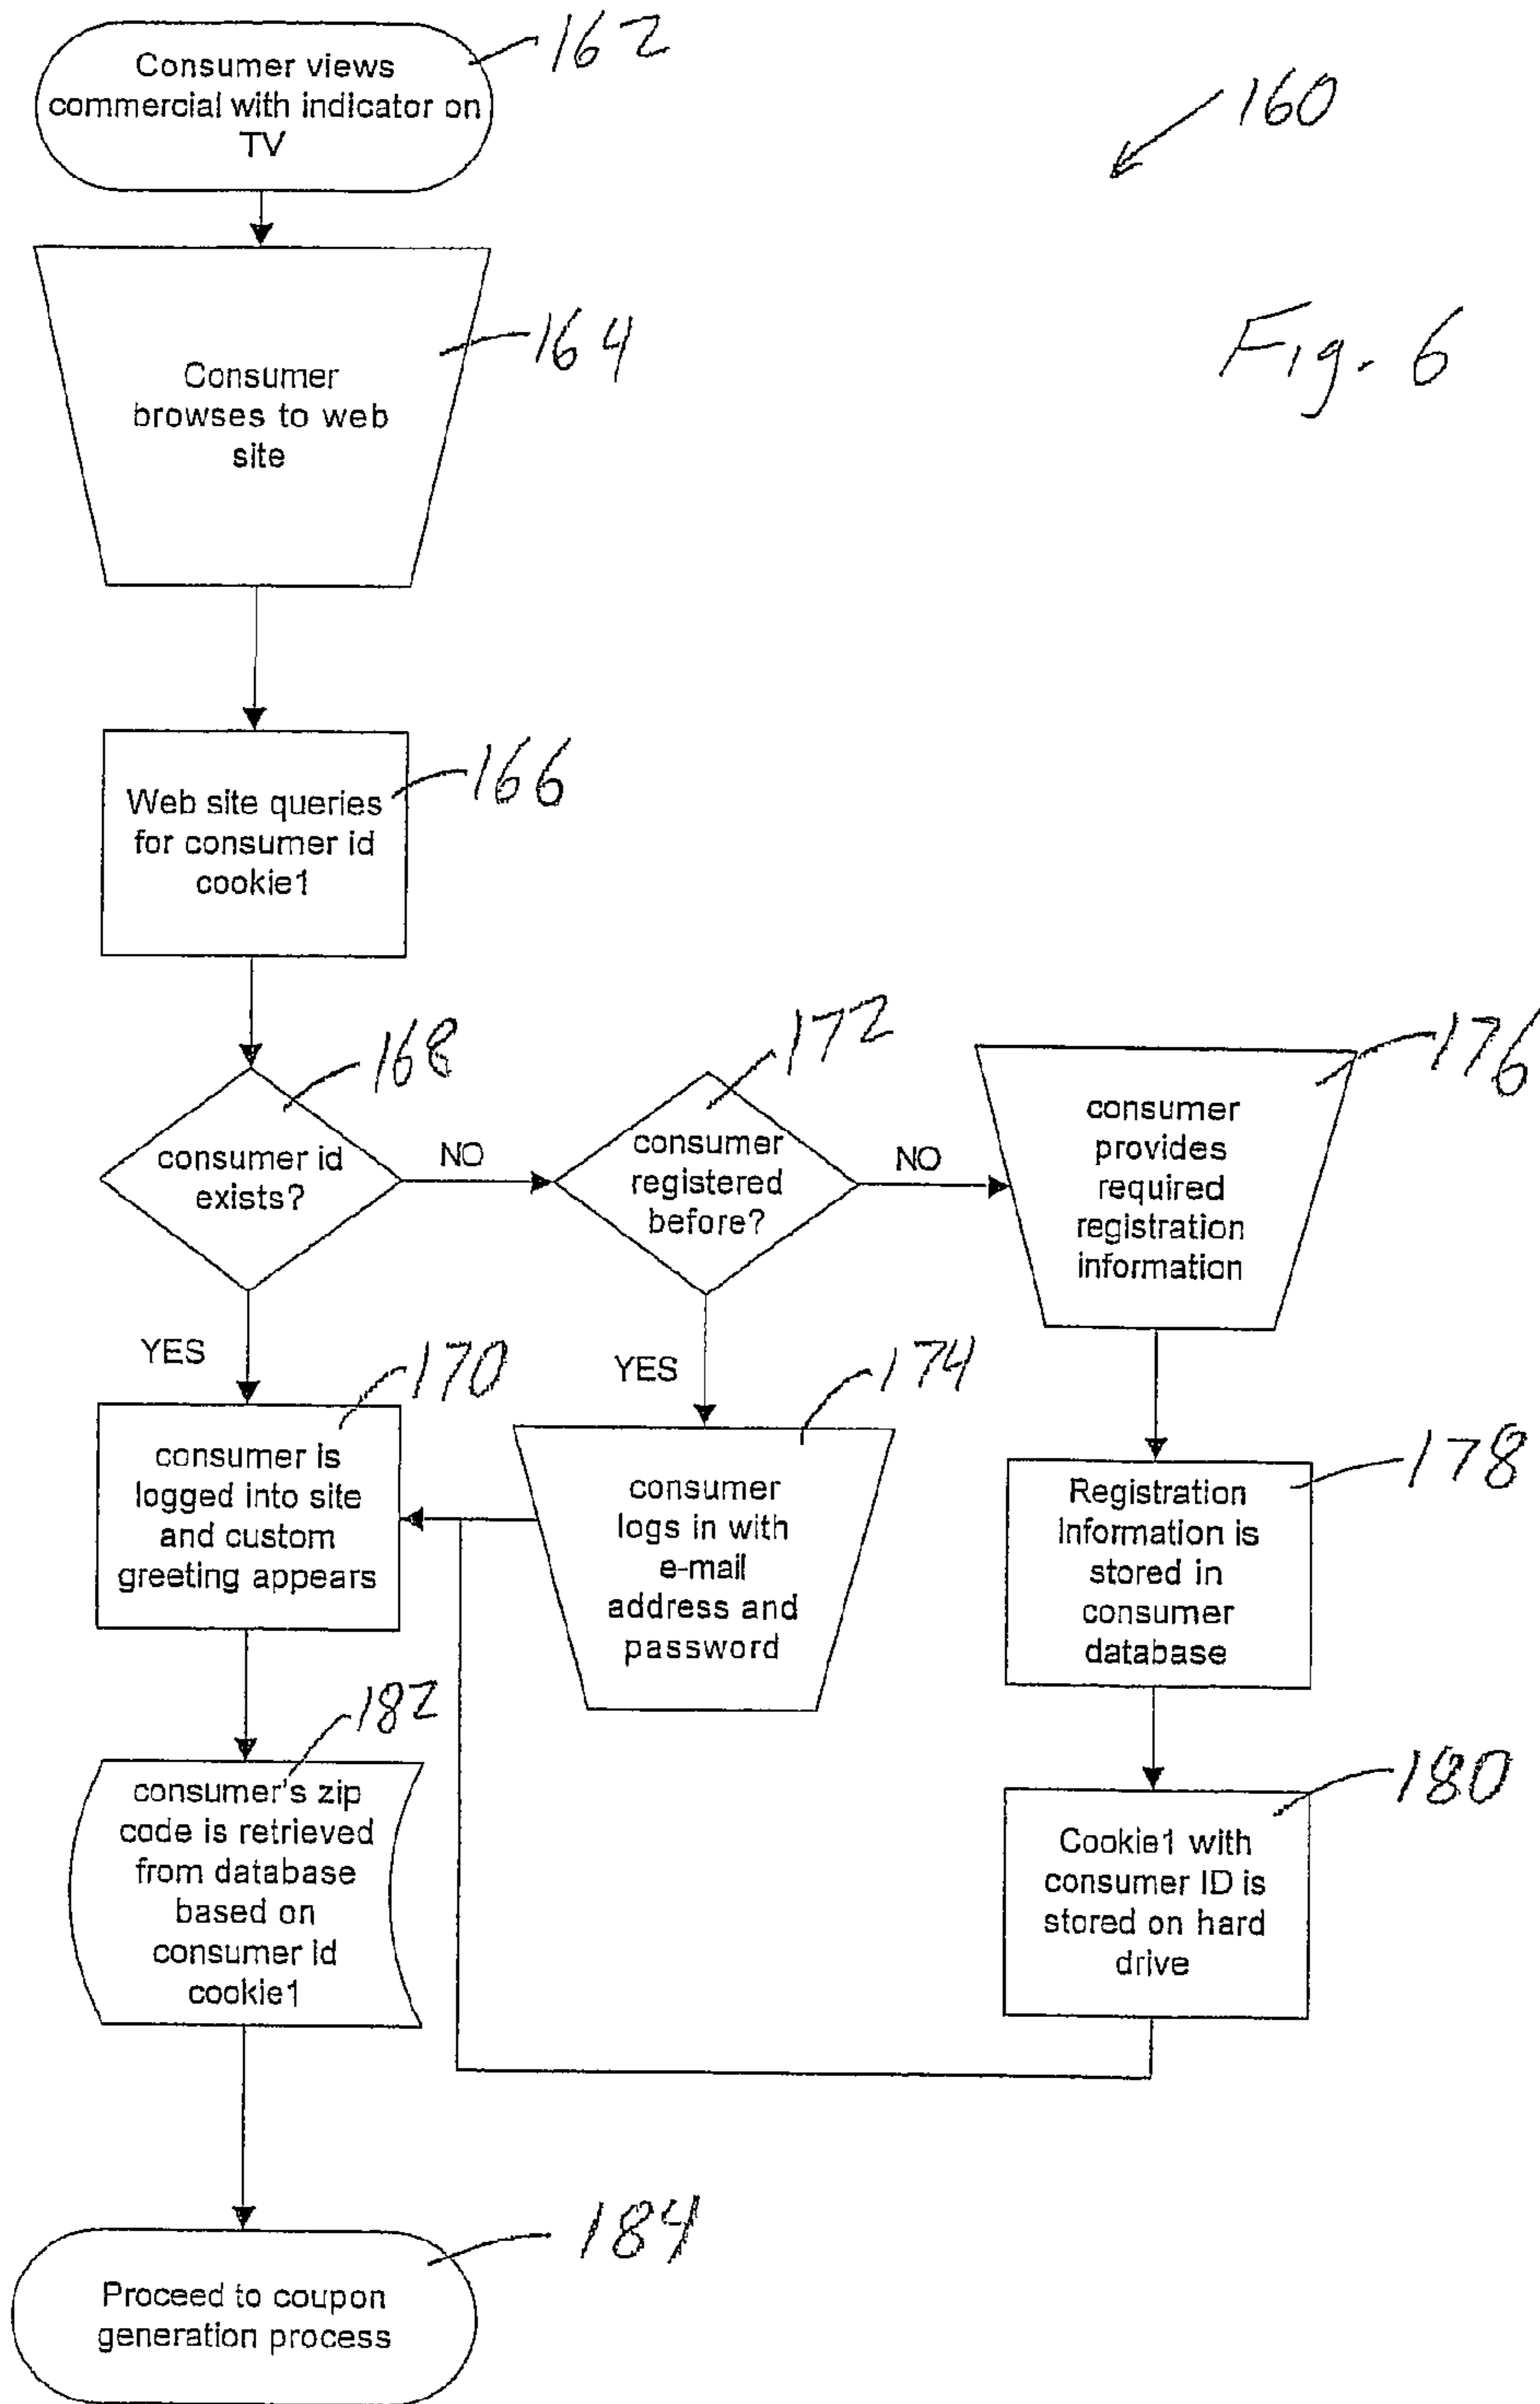 Consumer views
commercial with indicator on
TV
162
160
Fig. 6
Consumer
browses to web
site
164
Web site queries
for consumer id
cookie1
166
consumer id
exists?
168
NO
YES
consumer
registered
before?
172
NO
YES
consumer
provides
required
registration
information
176
consumer is
logged into site
and custom
greeting appears
170
consumer
logs in with
e-mail
address and
password
174
Registration
Information is
stored in
consumer
database
178
consumer's zip
code is retrieved
from database
based on
consumer id
cookie1
182
Cookie1 with
consumer ID is
stored on hard
drive
180
Proceed to coupon
generation process
184